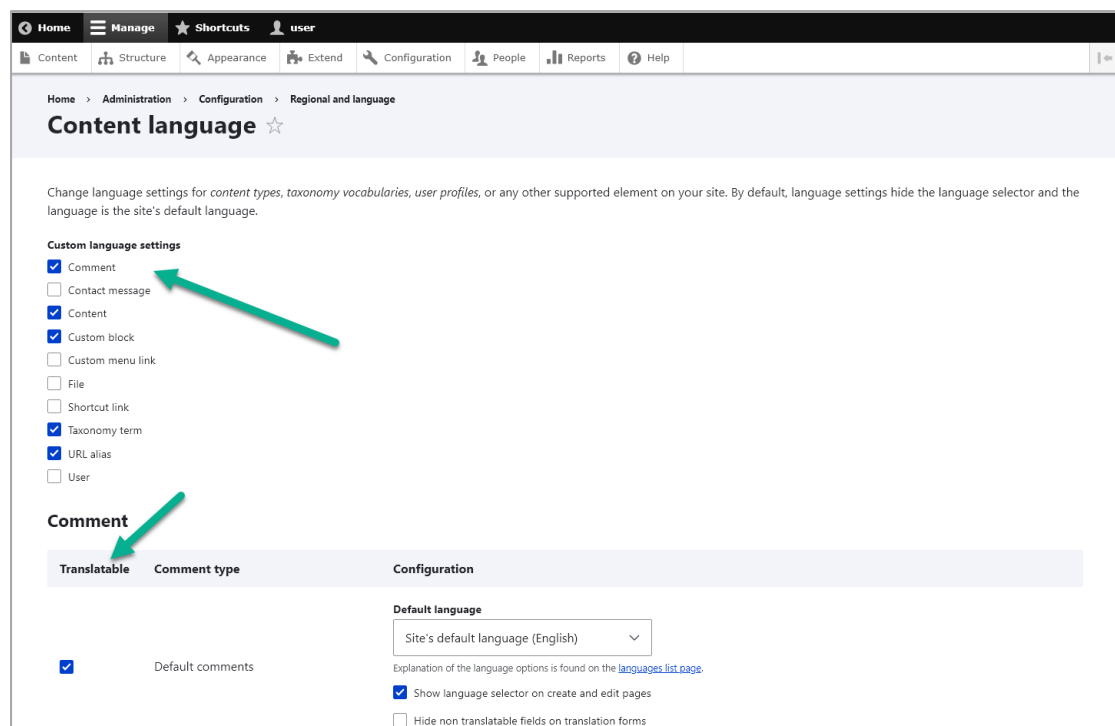 Home Manage Shortcuts user
Content Structure Appearance Extend Configuration People Reports Help
Home › Administration › Configuration › Regional and language
Content language
Change language settings for content types, taxonomy vocabularies, user profiles, or any other supported element on your site. By default, language settings hide the language selector and the
language is the site's default language.
Custom language settings
Comment
Contact message
Content
Custom block
Custom menu link
File
Shortcut link
Taxonomy term
URL alias
User
Comment
Translatable Comment type Configuration
Default language
Site's default language (English)
Explanation of the language options is found on the languages list page.
Default comments
Show language selector on create and edit pages
Hide non translatable fields on translation forms